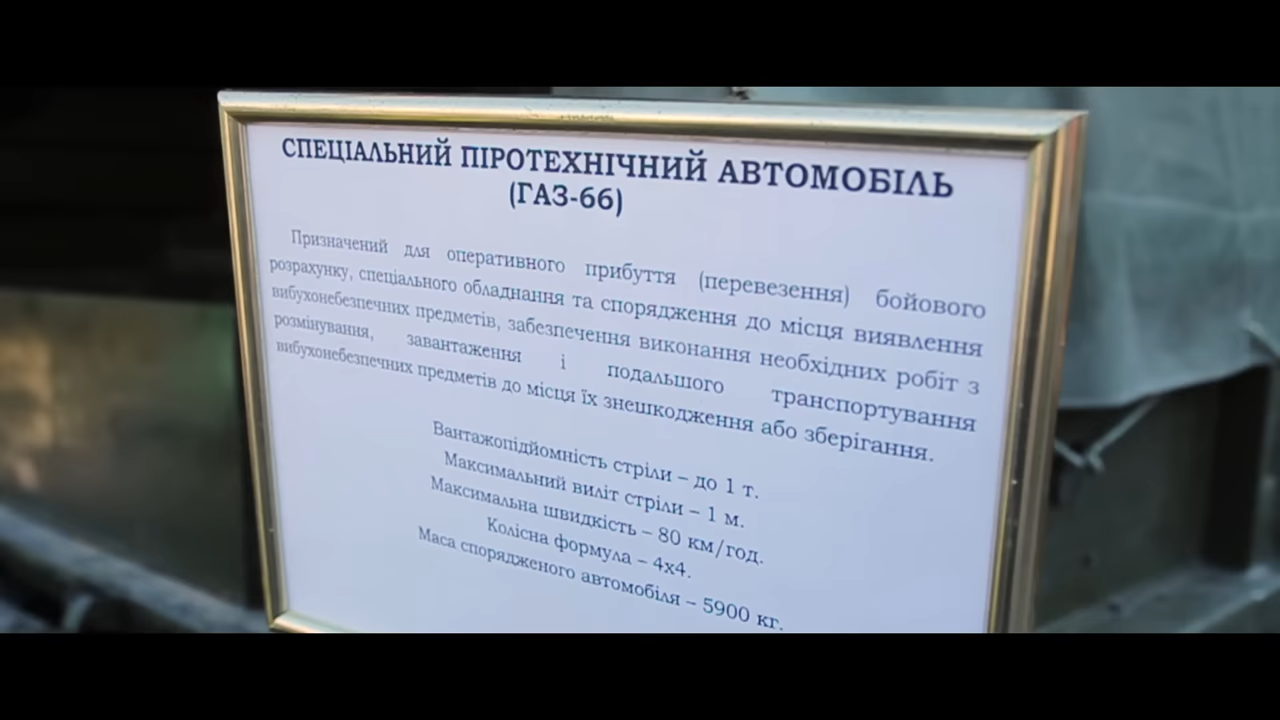 СПЕЦІАЛЬНИЙ ПІРОТЕХНІЧНИЙ АВТОМОБІЛЬ
(ГАЗ-66)
Призначений для оперативного прибуття (перевезення) бойового
розрахунку, спеціального обладнання та спорядження до місця виявлення
вибухонебезпечних предметів, забезпечення виконання необхідних робіт з
розмінування, завантаження і подальшого транспортування
вибухонебезпечних предметів до місця їх знешкодження або зберігання.
Вантажопідйомність стріли – до 1 т.
Максимальний виліт стріли – 1 м.
Максимальна швидкість – 80 км/год.
Колісна формула – 4х4.
Маса спорядженого автомобіля – 5900 кг.